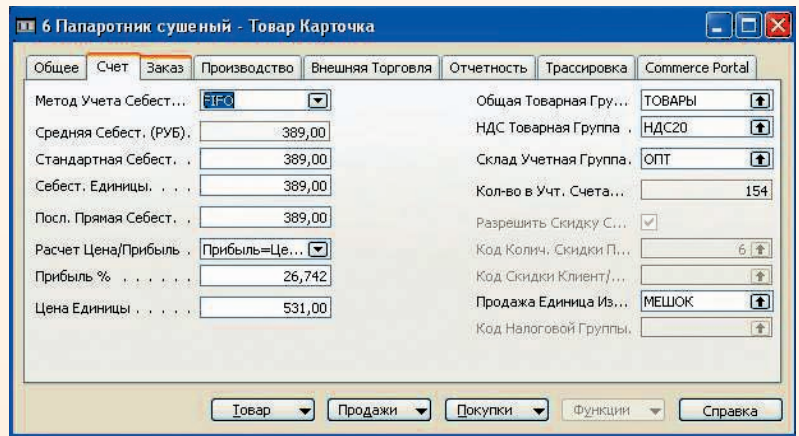 6 Папаротник сушеный - Товар Карточка
Общее Счет Заказ Производство Внешняя Торговля Отчетность Трассировка Commerce Portal
Метод Учета Себест... FIFO
Средняя Себест. (РУБ). 389,00
Стандартная Себест. . 389,00
Себест. Единицы. . . . 389,00
Посл. Прямая Себест. . 389,00
Расчет Цена/Прибыль . Прибыль=Це...
Прибыль % . . . . . . 26,742
Цена Единицы . . . . . 531,00
Общая Товарная Гру... ТОВАРЫ
НДС Товарная Группа . НДС20
Склад Учетная Группа. ОПТ
Кол-во в Учт. Счета... 154
Разрешить Скидку С...
Код Колич. Скидки П... 6
Код Скидки Клиент/...
Продажа Единица Из... МЕШОК
Код Налоговой Группы.
Товар Продажи Покупки Функции Справка